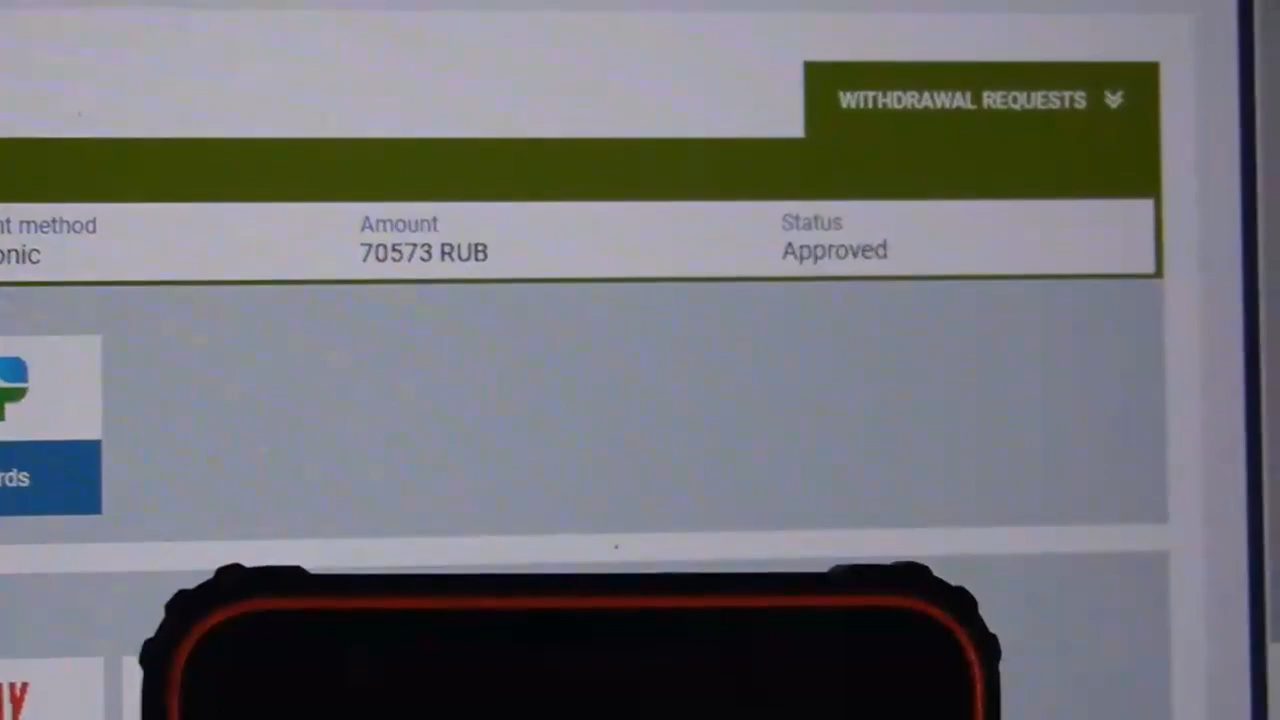 WITHDRAWAL REQUESTS
nt method
Amount
Status
onic
70573 RUB
Approved
rds